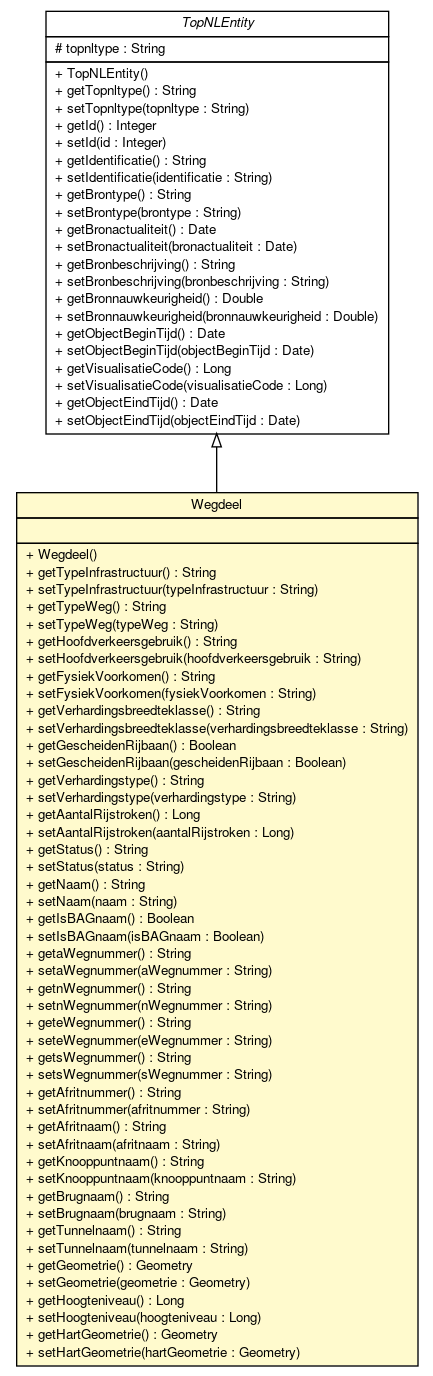 TopNLEntity
# topnltype : String
+ TopNLEntity()
+ getTopnltype() : String
+ setTopnltype(topnltype : String)
+ getId() : Integer
+ setId(id : Integer)
+ getIdentificatie() : String
+ setIdentificatie(identificatie : String)
+ getBrontype() : String
+ setBrontype(brontype : String)
+ getBronactualiteit() : Date
+ setBronactualiteit(bronactualiteit : Date)
+ getBronbeschrijving() : String
+ setBronbeschrijving(bronbeschrijving : String)
+ getBronnauwkeurigheid() : Double
+ setBronnauwkeurigheid(bronnauwkeurigheid : Double)
+ getObjectBeginTijd() : Date
+ setObjectBeginTijd(objectBeginTijd : Date)
+ getVisualisatieCode() : Long
+ setVisualisatieCode(visualisatieCode : Long)
+ getObjectEindTijd() : Date
+ setObjectEindTijd(objectEindTijd : Date)
Wegdeel
+ Wegdeel()
+ getTypeInfrastructuur() : String
+ setTypeInfrastructuur(typeInfrastructuur : String)
+ getTypeWeg() : String
+ setTypeWeg(typeWeg : String)
+ getHoofdverkeersgebruik() : String
+ setHoofdverkeersgebruik(hoofdverkeersgebruik : String)
+ getFysiekVoorkomen() : String
+ setFysiekVoorkomen(fysiekVoorkomen : String)
+ getVerhardingsbreedteklasse() : String
+ setVerhardingsbreedteklasse(verhardingsbreedteklasse : String)
+ getGescheidenRijbaan() : Boolean
+ setGescheidenRijbaan(gescheidenRijbaan : Boolean)
+ getVerhardingstype() : String
+ setVerhardingstype(verhardingstype : String)
+ getAantalRijstroken() : Long
+ setAantalRijstroken(aantalRijstroken : Long)
+ getStatus() : String
+ setStatus(status : String)
+ getNaam() : String
+ setNaam(naam : String)
+ getIsBAGnaam() : Boolean
+ setIsBAGnaam(isBAGnaam : Boolean)
+ getaWegnummer() : String
+ setaWegnummer(aWegnummer : String)
+ getnWegnummer() : String
+ setnWegnummer(nWegnummer : String)
+ geteWegnummer() : String
+ seteWegnummer(eWegnummer : String)
+ getsWegnummer() : String
+ setsWegnummer(sWegnummer : String)
+ getAfritnummer() : String
+ setAfritnummer(afritnummer : String)
+ getAfritnaam() : String
+ setAfritnaam(afritnaam : String)
+ getKnooppuntnaam() : String
+ setKnooppuntnaam(knooppuntnaam : String)
+ getBrugnaam() : String
+ setBrugnaam(brugnaam : String)
+ getTunnelnaam() : String
+ setTunnelnaam(tunnelnaam : String)
+ getGeometrie() : Geometry
+ setGeometrie(geometrie : Geometry)
+ getHoogteniveau() : Long
+ setHoogteniveau(hoogteniveau : Long)
+ getHartGeometrie() : Geometry
+ setHartGeometrie(hartGeometrie : Geometry)